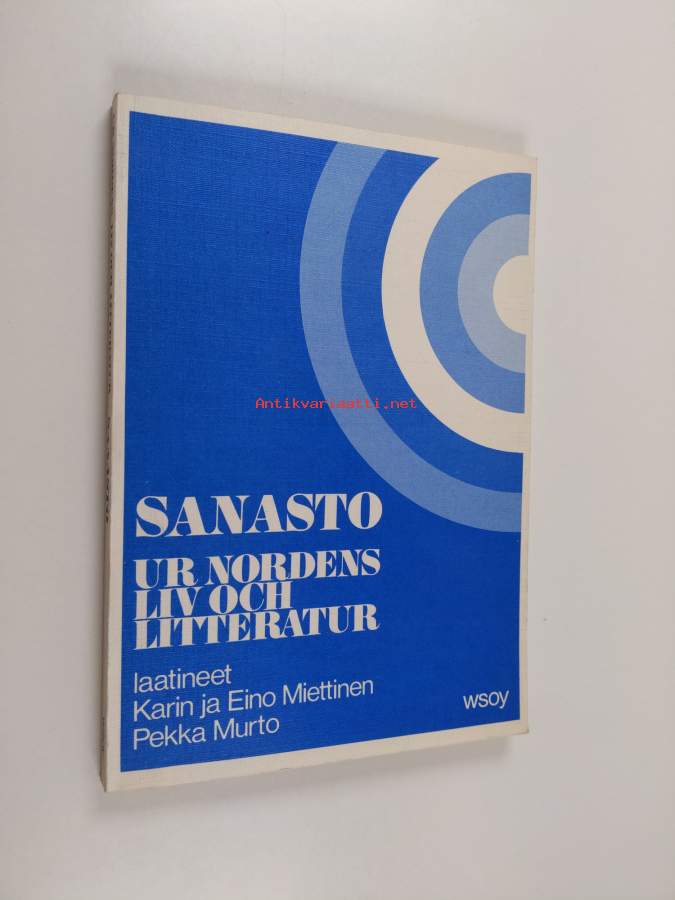 Antikvariaatti.net
SANASTO
UR NORDENS
LIV OCH
LITTERATUR
laatineet
Karin ja Eino Miettinen
Pekka Murto
wsoy